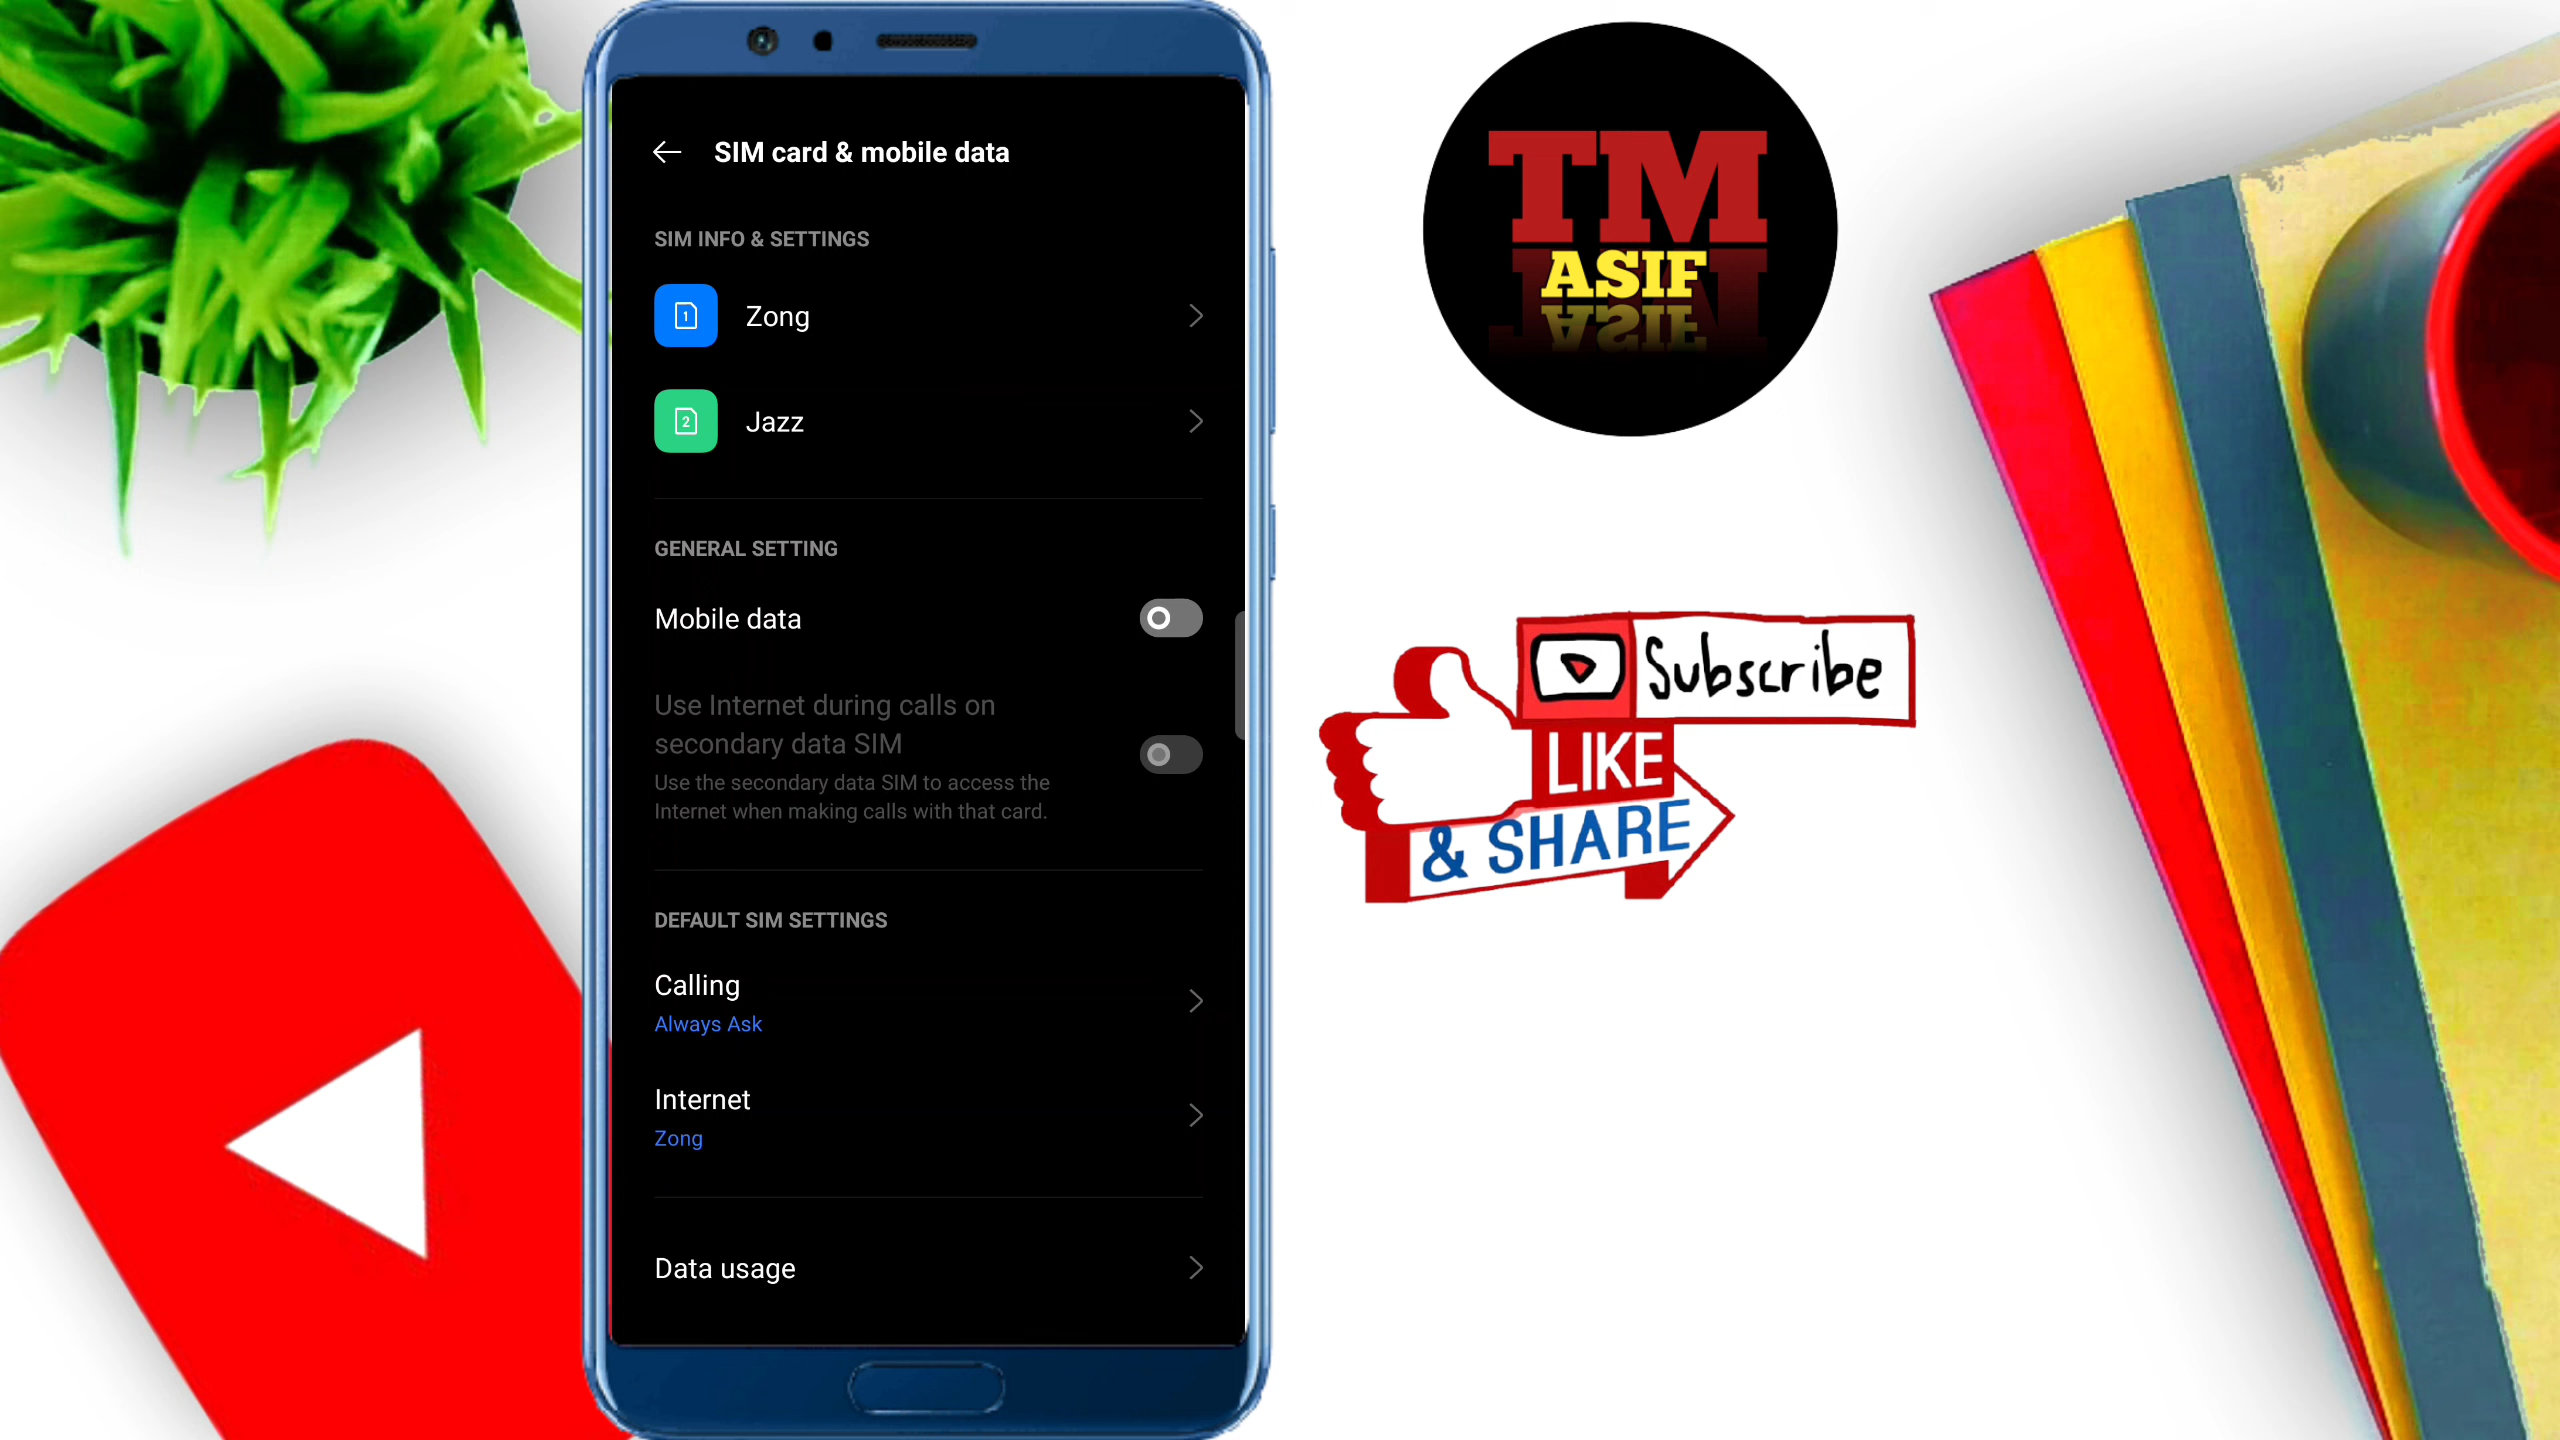 SIM card & mobile data
SIM INFO & SETTINGS
1 Zong
2 Jazz
GENERAL SETTING
Mobile data
Use Internet during calls on
secondary data SIM
Use the secondary data SIM to access the
Internet when making calls with that card.
DEFAULT SIM SETTINGS
Calling
Always Ask
Internet
Zong
Data usage
TM
ASIF
Subscribe
LIKE
& SHARE